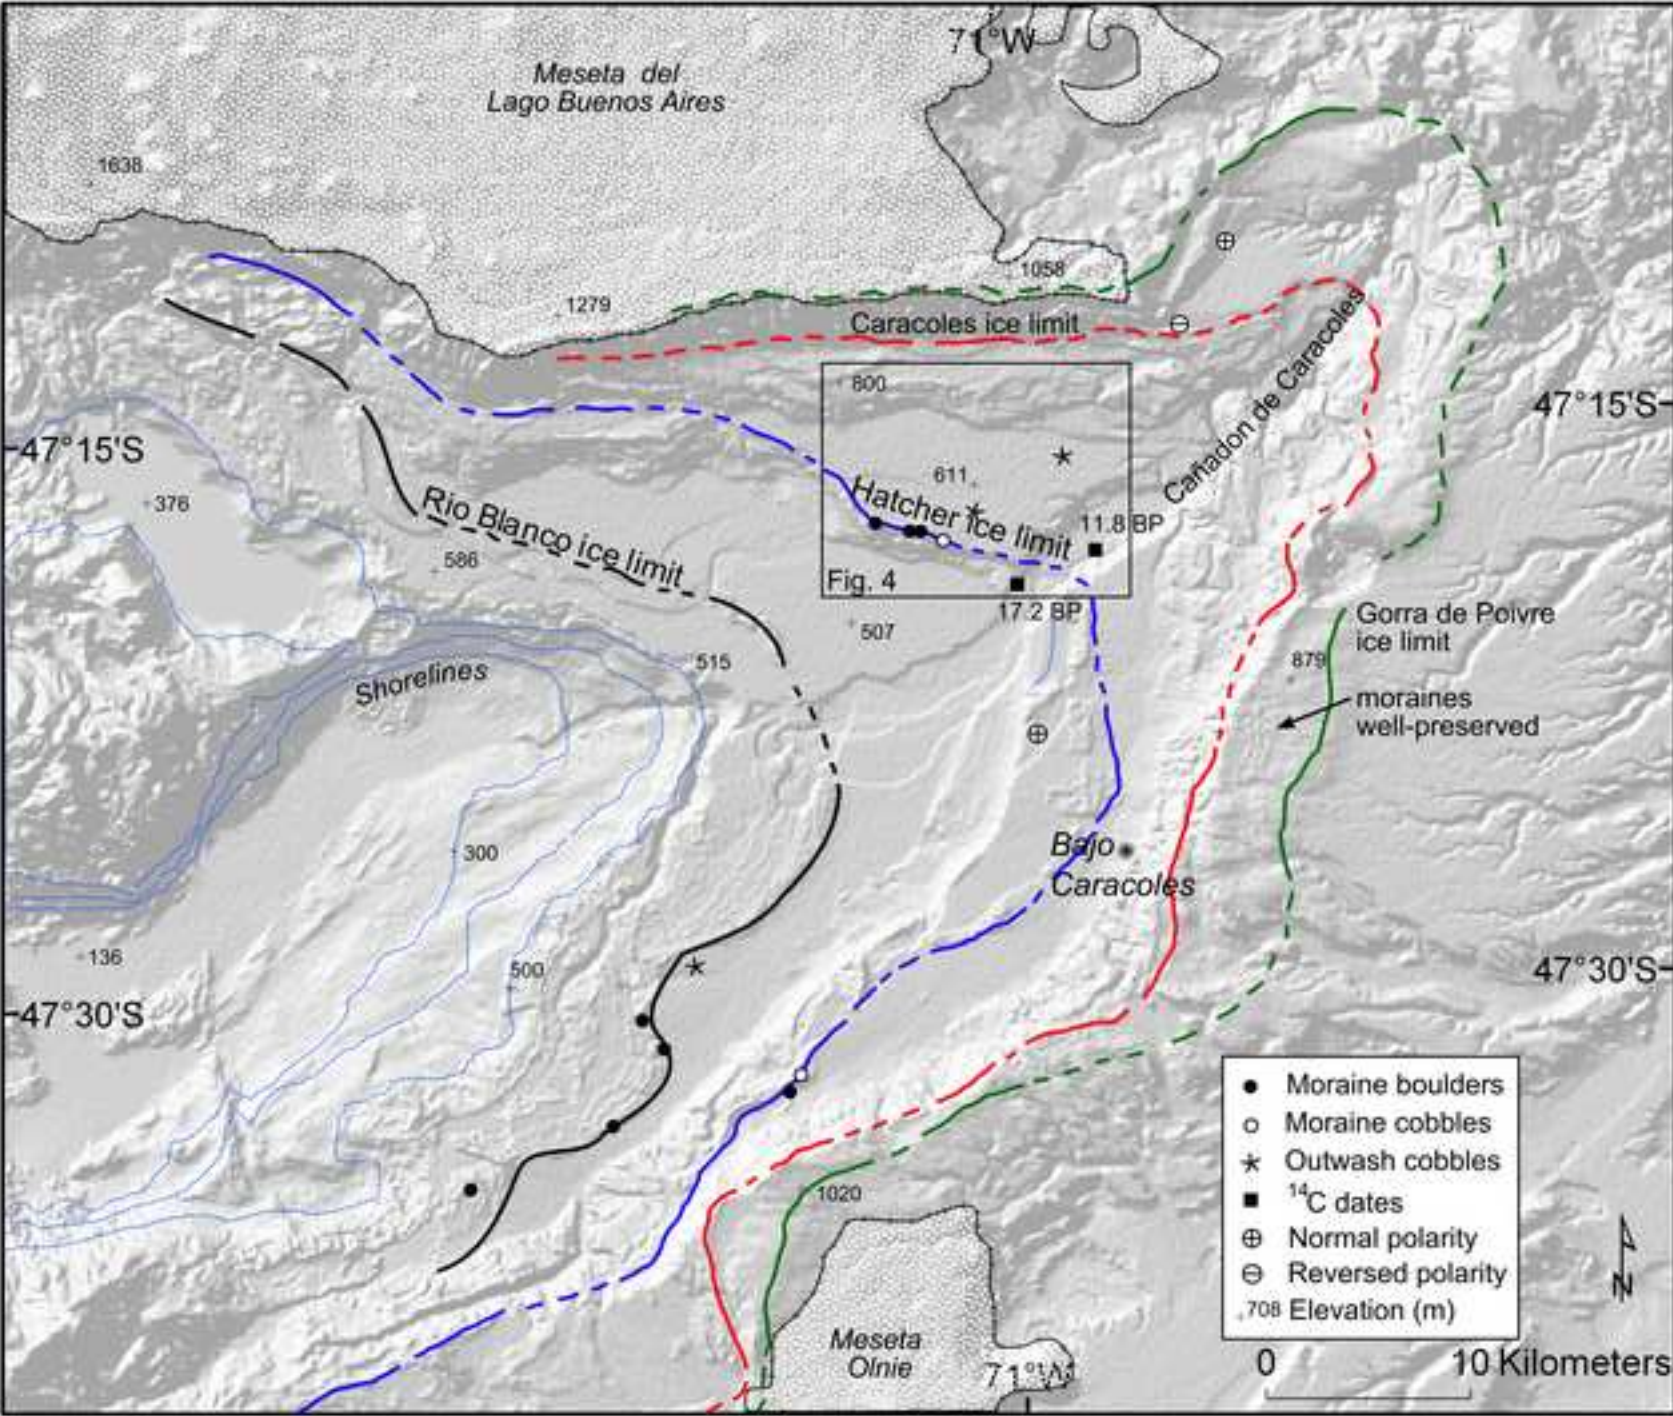 71°W
Meseta del
Lago Buenos Aires
1638
1058
1279
Caracoles ice limit
Cañadon de Caracoles
800
47°15'S
47°15'S
376
Rio Blanco ice limit
611
Hatcher ice limit
11.8 BP
586
Fig. 4
17.2 BP
507
Gorra de Poivre
ice limit
879
515
Shorelines
moraines
well-preserved
300
Bajo
Caracoles
136
500
47°30'S
47°30'S
1020
Meseta
Olnie
71°W
Moraine boulders
Moraine cobbles
Outwash cobbles
14C dates
Normal polarity
Reversed polarity
708 Elevation (m)
N
0 10 Kilometers